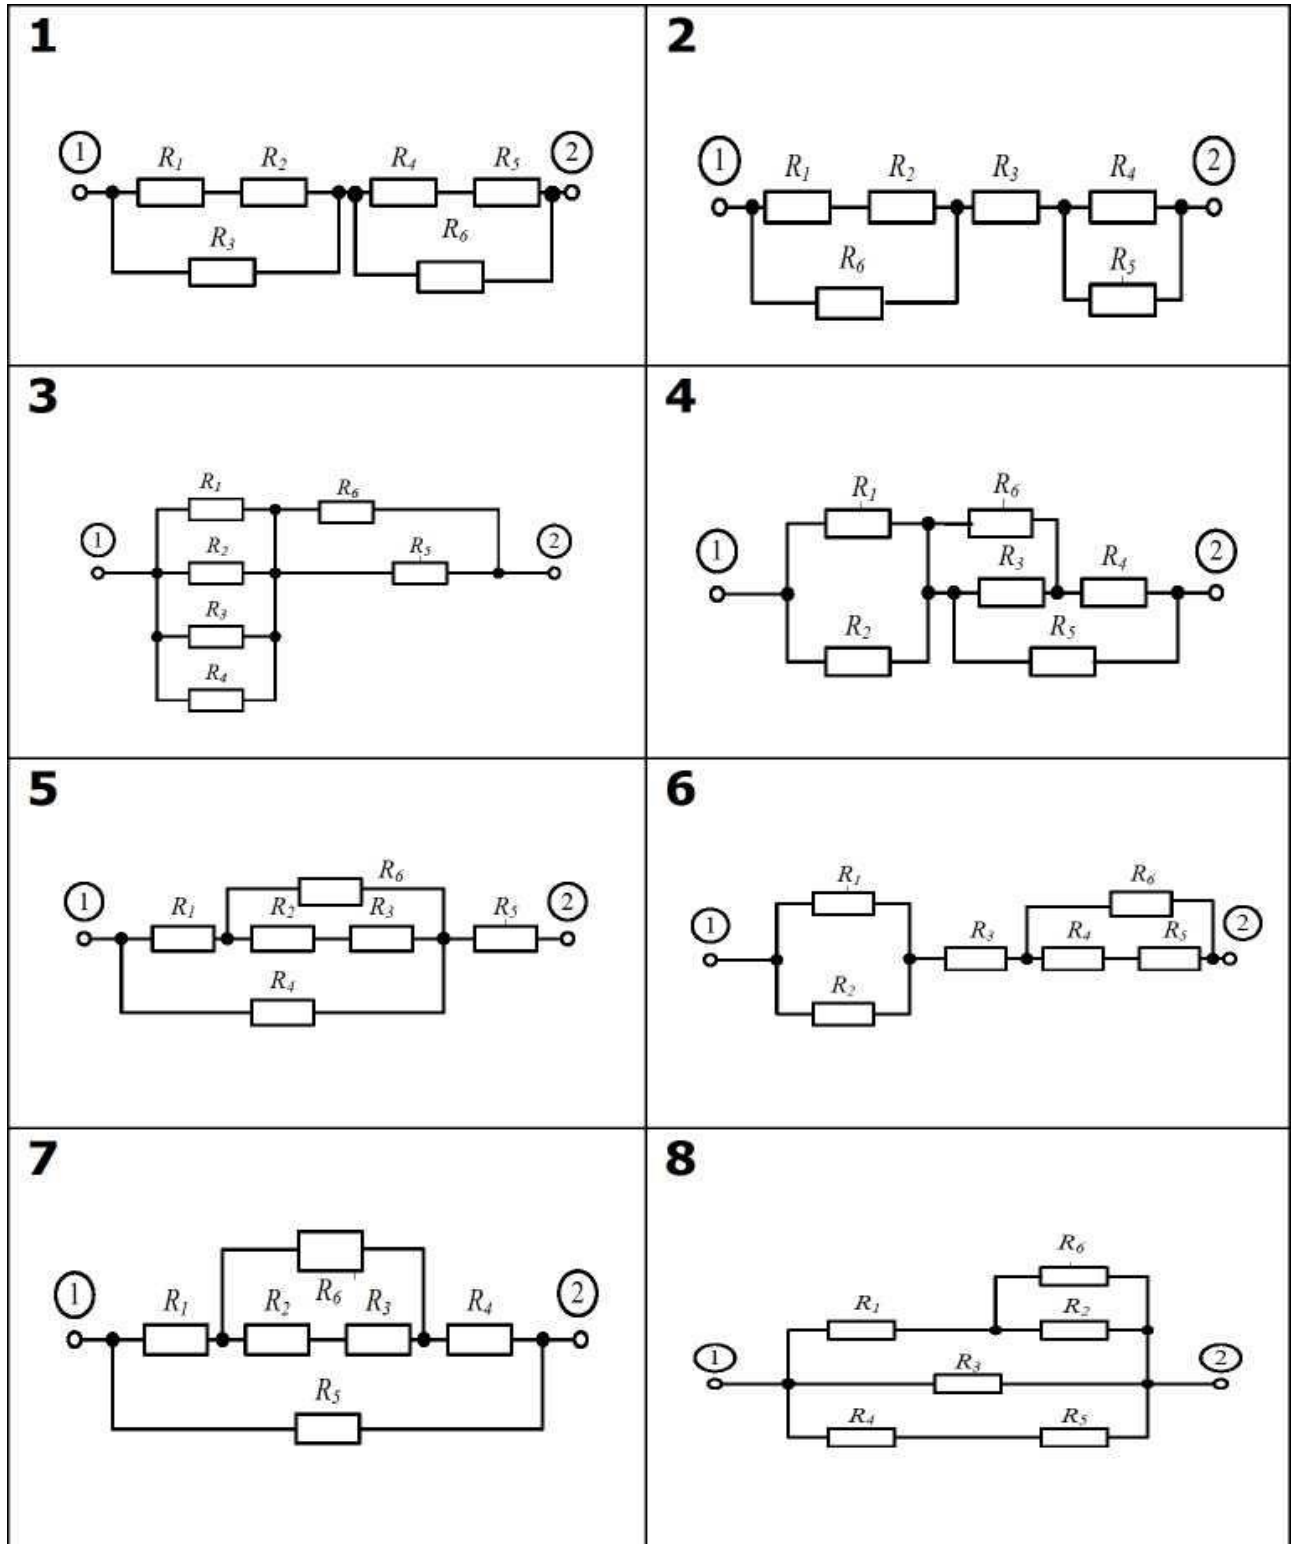 1
1 R1 R2 R4 R5 2
R3 R6
2
1 R1 R2 R3 R4 2
R6 R5
3
R1 R6
1 R2 R5 2
R3
R4
4
R1 R6
1 R3 R4 2
R2 R5
5
R6
1 R1 R2 R3 R5 2
R4
6
R1 R6
1 R3 R4 R5 2
R2
7
1 R1 R2 R6 R3 R4 2
R5
8
R6
R1 R2
1 R3 2
R4 R5